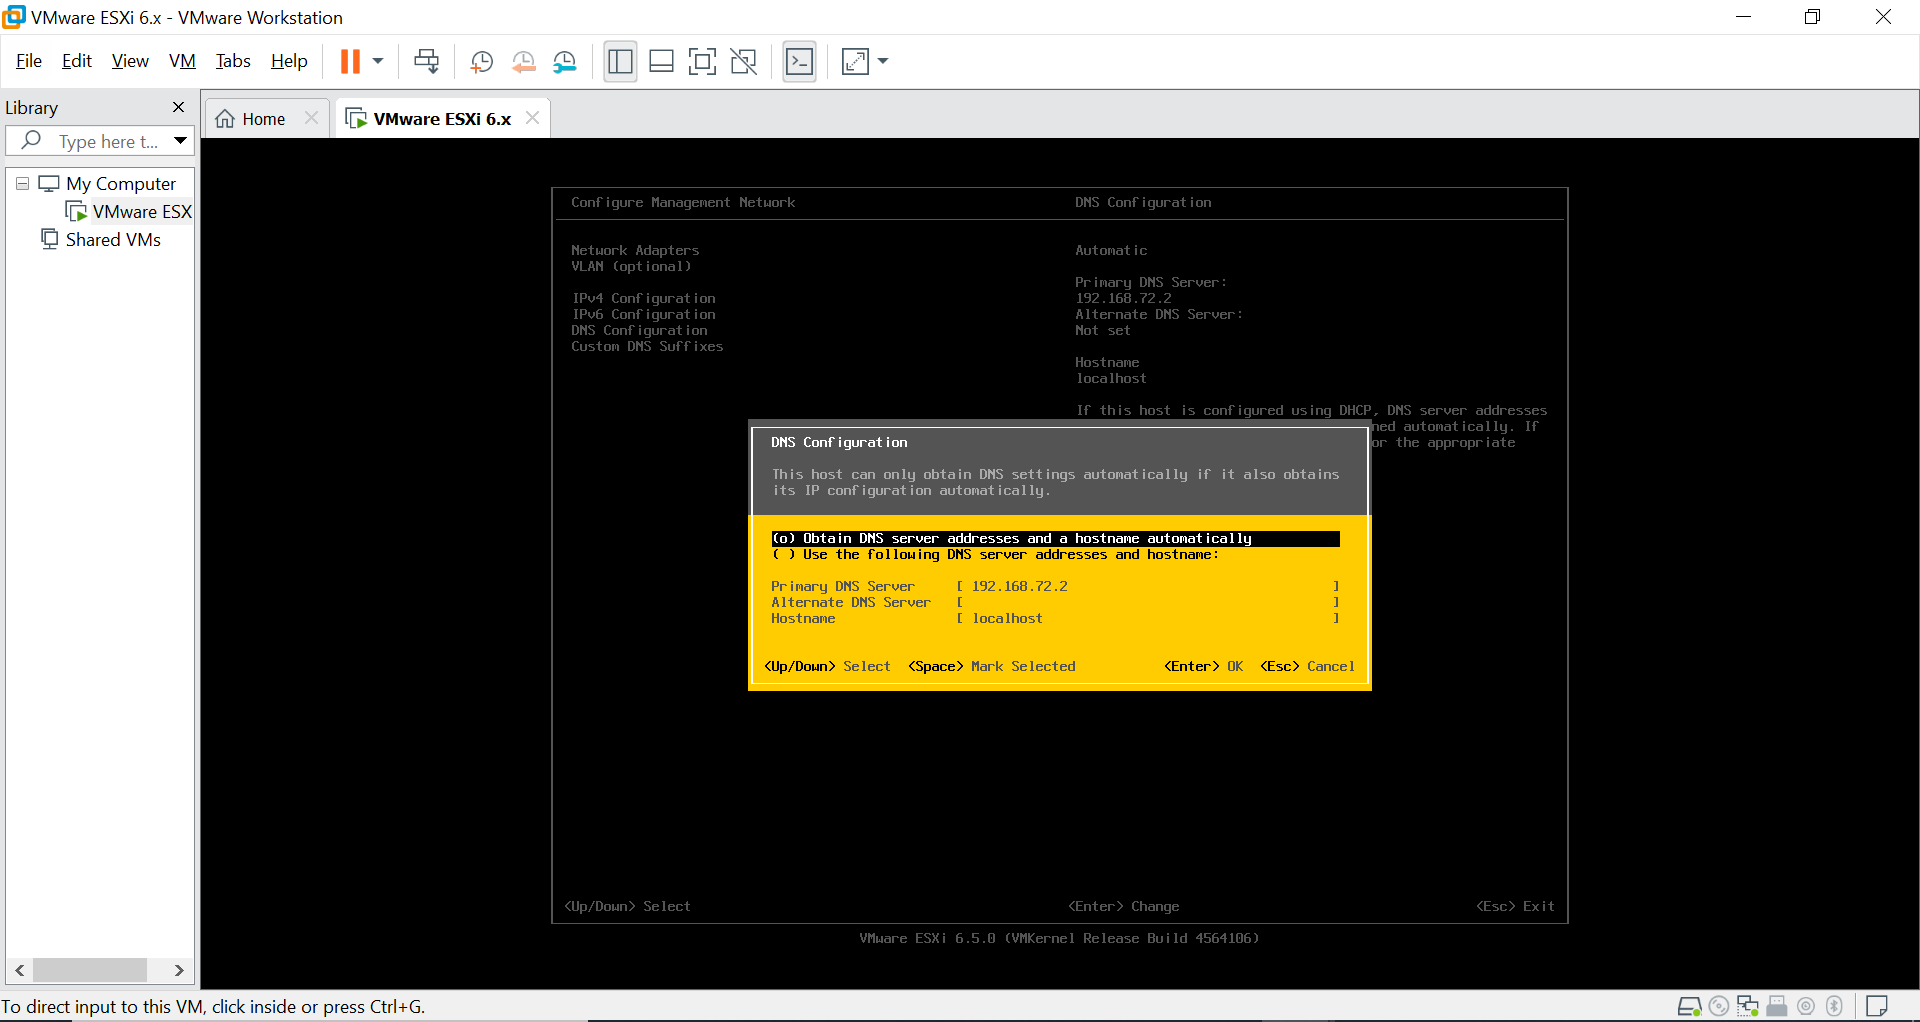 VMware ESXi 6.x - VMware Workstation
File Edit View VM Tabs Help
Library
Home
VMware ESXi 6.x
Type here t...
My Computer
VMware ESX
Shared VMs
Configure Management Network
DNS Configuration
Network Adapters
VLAN (optional)
IPv4 Configuration
IPv6 Configuration
DNS Configuration
Custom DNS Suffixes
Automatic
Primary DNS Server:
192.168.72.2
Alternate DNS Server:
Not set
Hostname
localhost
If this host is configured using DHCP, DNS server addresses
ned automatically. If
or the appropriate
DNS Configuration
This host can only obtain DNS settings automatically if it also obtains
its IP configuration automatically.
(o) Obtain DNS server addresses and a hostname automatically
( ) Use the following DNS server addresses and hostname:
Primary DNS Server [ 192.168.72.2 ]
Alternate DNS Server [ ]
Hostname [ localhost ]
<Up/Down> Select <Space> Mark Selected <Enter> OK <Esc> Cancel
<Up/Down> Select <Enter> Change <Esc> Exit
VMware ESXi 6.5.0 (VMKernel Release Build 4564106)
To direct input to this VM, click inside or press Ctrl+G.